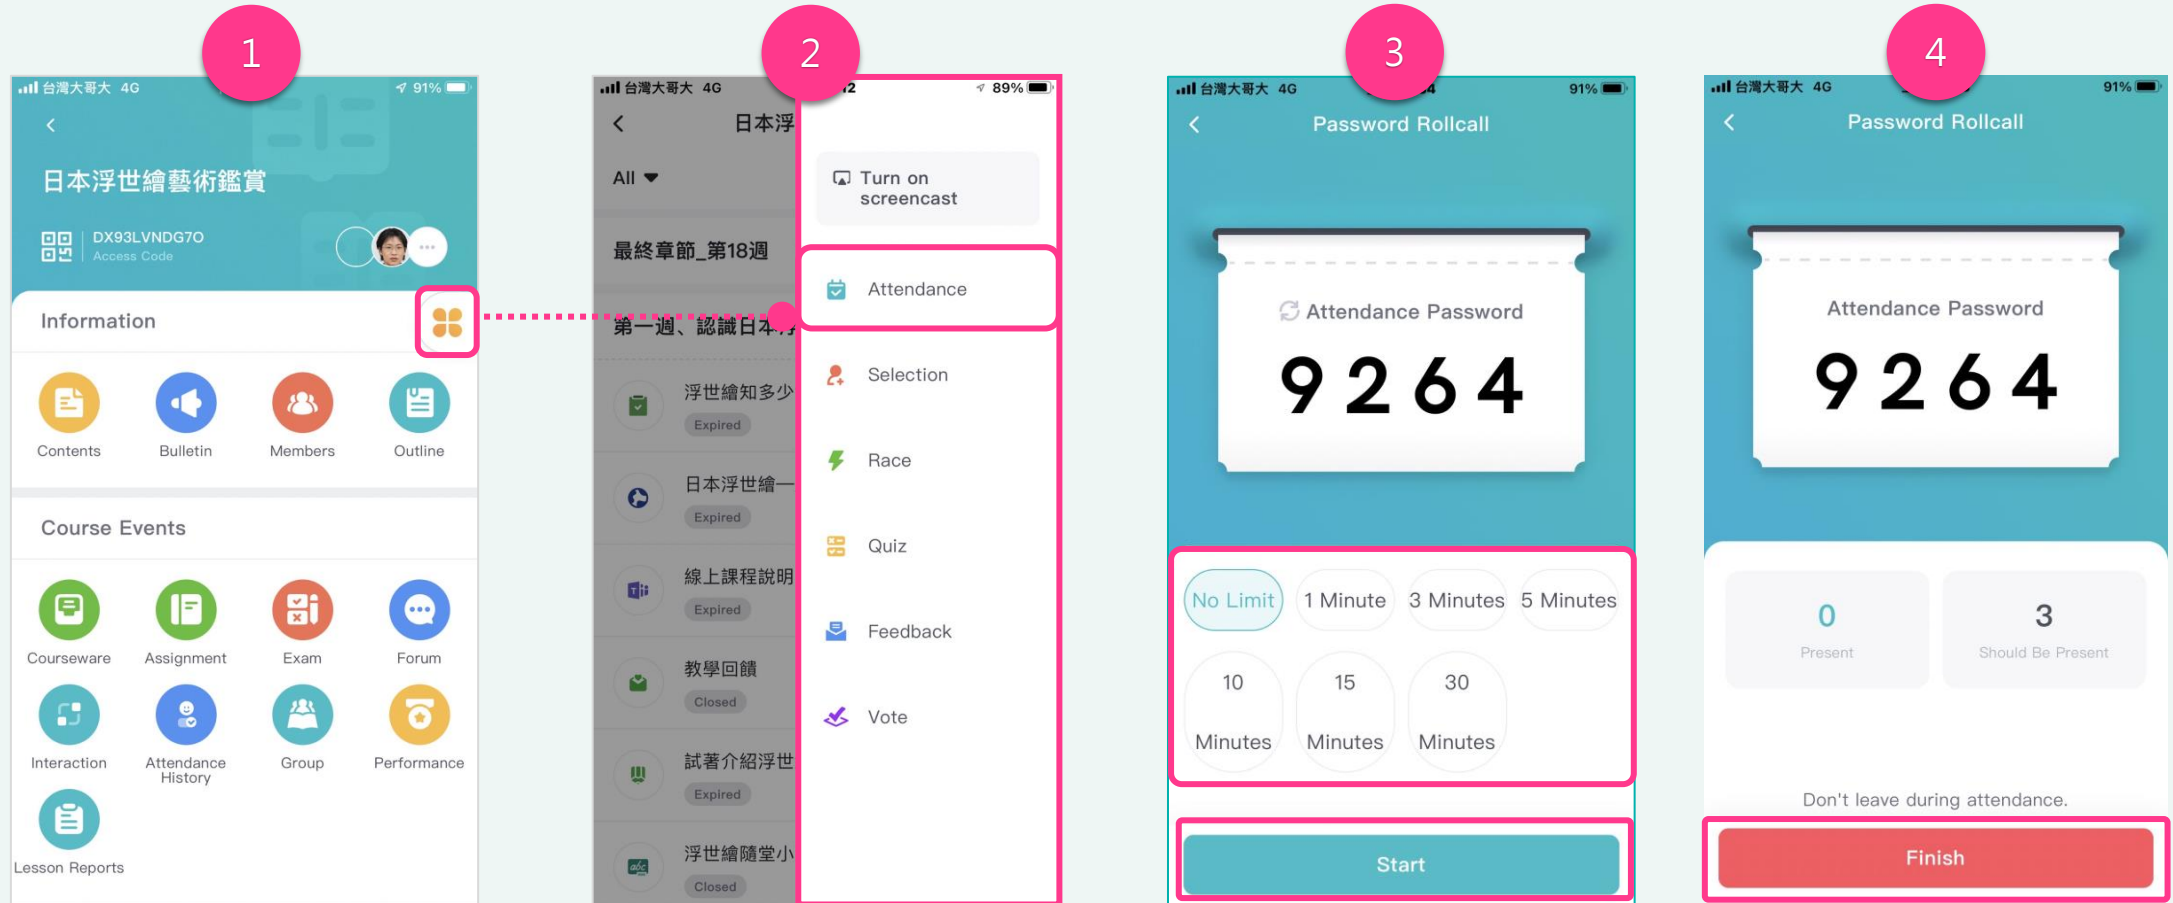 1
台灣大哥大 4G
91%
日本浮世繪藝術鑑賞
DX93LVNDG7O
Access Code
Information
Contents
Bulletin
Members
Outline
Course Events
Courseware
Assignment
Exam
Forum
Interaction
Attendance
History
Group
Performance
Lesson Reports
2
台灣大哥大 4G
12
89%
日本浮
All
最終章節_第18週
第一週、認識日本浮
浮世繪知多少
Expired
日本浮世繪一
Expired
線上課程說明
Expired
教學回饋
Closed
試著介紹浮世
Expired
abc
浮世繪隨堂小
Closed
Turn on
screencast
Attendance
Selection
Race
Quiz
Feedback
Vote
3
台灣大哥大 4G
4
91%
Password Rollcall
Attendance Password
9264
No Limit
1 Minute
3 Minutes
5 Minutes
10
Minutes
15
Minutes
30
Minutes
Start
4
台灣大哥大 4G
91%
Password Rollcall
Attendance Password
9264
0
Present
3
Should Be Present
Don't leave during attendance.
Finish